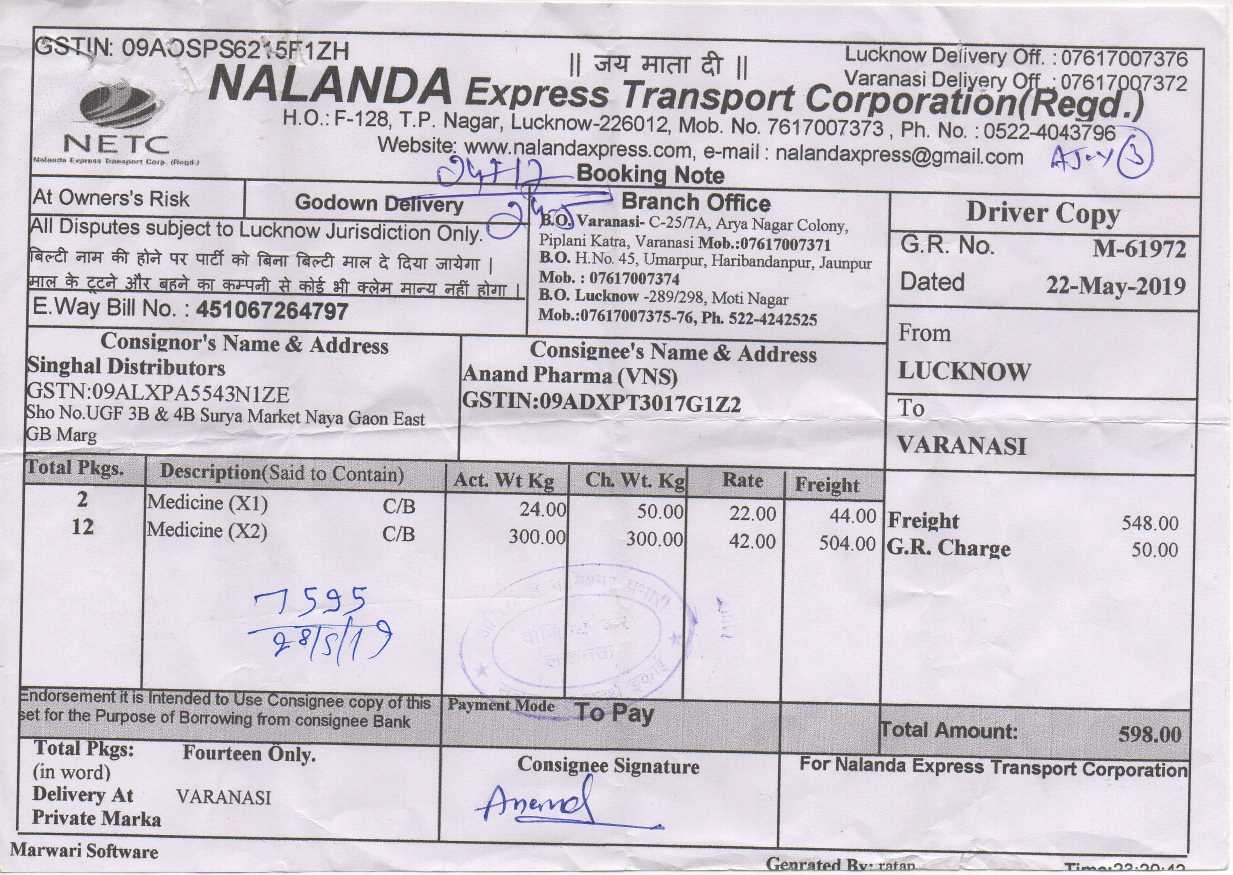 GSTIN: 09AOSPS6215F1ZH
|| जय माता दी ||
Lucknow Delivery Off. : 07617007376
Varanasi Delivery Off. : 07617007372
NALANDA Express Transport Corporation(Regd.)
H.O.: F-128, T.P. Nagar, Lucknow-226012, Mob. No. 7617007373 , Ph. No. : 0522-4043796
Website: www.nalandaxpress.com, e-mail : nalandaxpress@gmail.com
NETC
Nalanda Express Transport Corp. (Regd.)
AJAY 3
Booking Note
At Owners's Risk
Godown Delivery
All Disputes subject to Lucknow Jurisdiction Only.
बिल्टी नाम की होने पर पार्टी को बिना बिल्टी माल दे दिया जायेगा |
माल के टूटने और बहने का कम्पनी से कोई भी क्लेम मान्य नहीं होगा |
E.Way Bill No. : 451067264797
Branch Office
B.O. Varanasi- C-25/7A, Arya Nagar Colony,
Piplani Katra, Varanasi Mob.:07617007371
B.O. H.No. 45, Umarpur, Haribandanpur, Jaunpur
Mob. : 07617007374
B.O. Lucknow -289/298, Moti Nagar
Mob.:07617007375-76, Ph. 522-4242525
Driver Copy
G.R. No. M-61972
Dated 22-May-2019
From
LUCKNOW
To
VARANASI
Consignor's Name & Address
Singhal Distributors
GSTN:09ALXPA5543N1ZE
Sho No.UGF 3B & 4B Surya Market Naya Gaon East
GB Marg
Consignee's Name & Address
Anand Pharma (VNS)
GSTIN:09ADXPT3017G1Z2
Total Pkgs. Description(Said to Contain) Act. Wt Kg Ch. Wt. Kg Rate Freight
2 Medicine (X1) C/B 24.00 50.00 22.00 44.00
12 Medicine (X2) C/B 300.00 300.00 42.00 504.00
Freight 548.00
G.R. Charge 50.00
7595
28/5/19
Endorsement it is Intended to Use Consignee copy of this
set for the Purpose of Borrowing from consignee Bank
Payment Mode To Pay
Total Amount: 598.00
Total Pkgs: Fourteen Only.
(in word)
Delivery At VARANASI
Private Marka
Consignee Signature
Anand
For Nalanda Express Transport Corporation
Marwari Software
Genrated By: ratan
Time:23:20:42